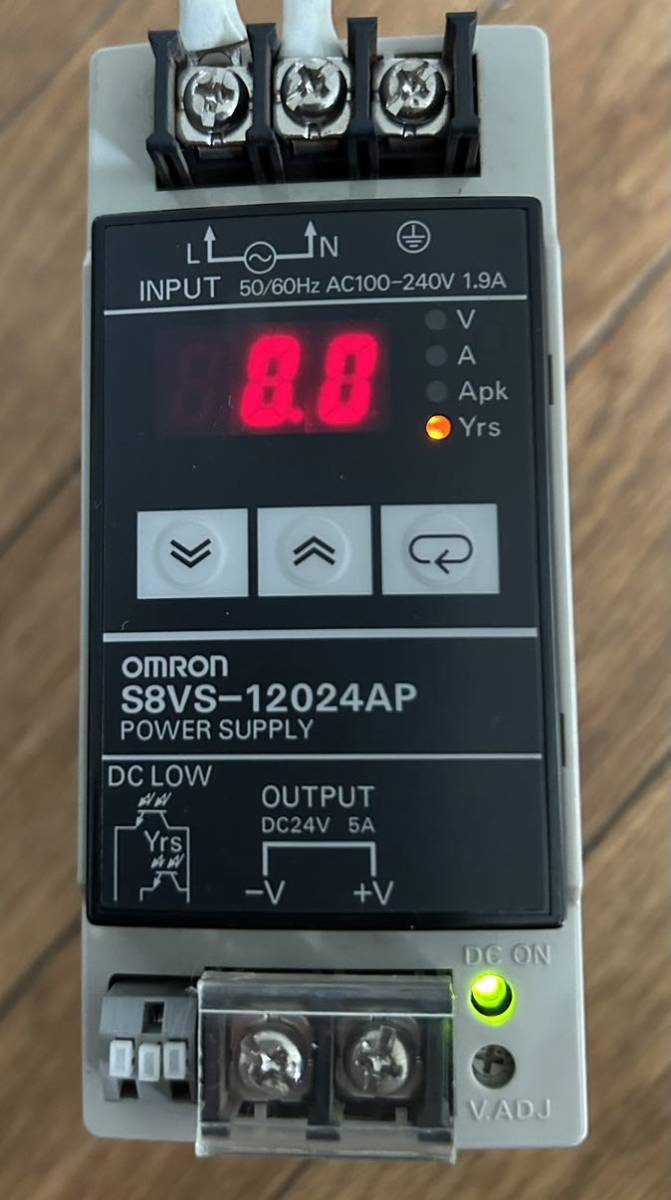 L N
INPUT 50/60Hz AC100-240V 1.9A
V
A
Apk
Yrs
8.0
omron
S8VS-12024AP
POWER SUPPLY
DC LOW
Yrs
OUTPUT
DC24V 5A
-V +V
DC ON
V.ADJ